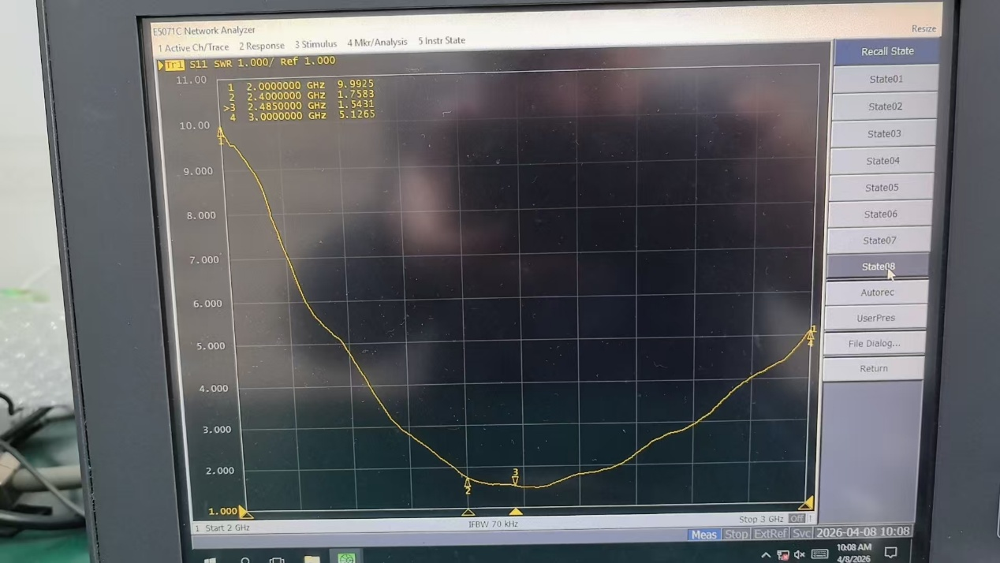 E5071C Network Analyzer
Resize
1 Active Ch/Trace 2 Response 3 Stimulus 4 Mkr/Analysis 5 Instr State
Tr1 S11 SWR 1.000/ Ref 1.000
11.00
1 2.0000000 GHz 9.9925
2 2.4000000 GHz 1.7583
>3 2.4850000 GHz 1.5431
4 3.0000000 GHz 5.1265
10.00
9.000
8.000
7.000
6.000
5.000
4.000
3.000
2.000
1.000
1
2
3
1
4
1 Start 2 GHz
IFBW 70 kHz
Stop 3 GHz Off !
Meas Stop ExtRef Svc 2026-04-08 10:08
10:08 AM
4/8/2026
Recall State
State01
State02
State03
State04
State05
State06
State07
State08
Autorec
UserPres
File Dialog...
Return